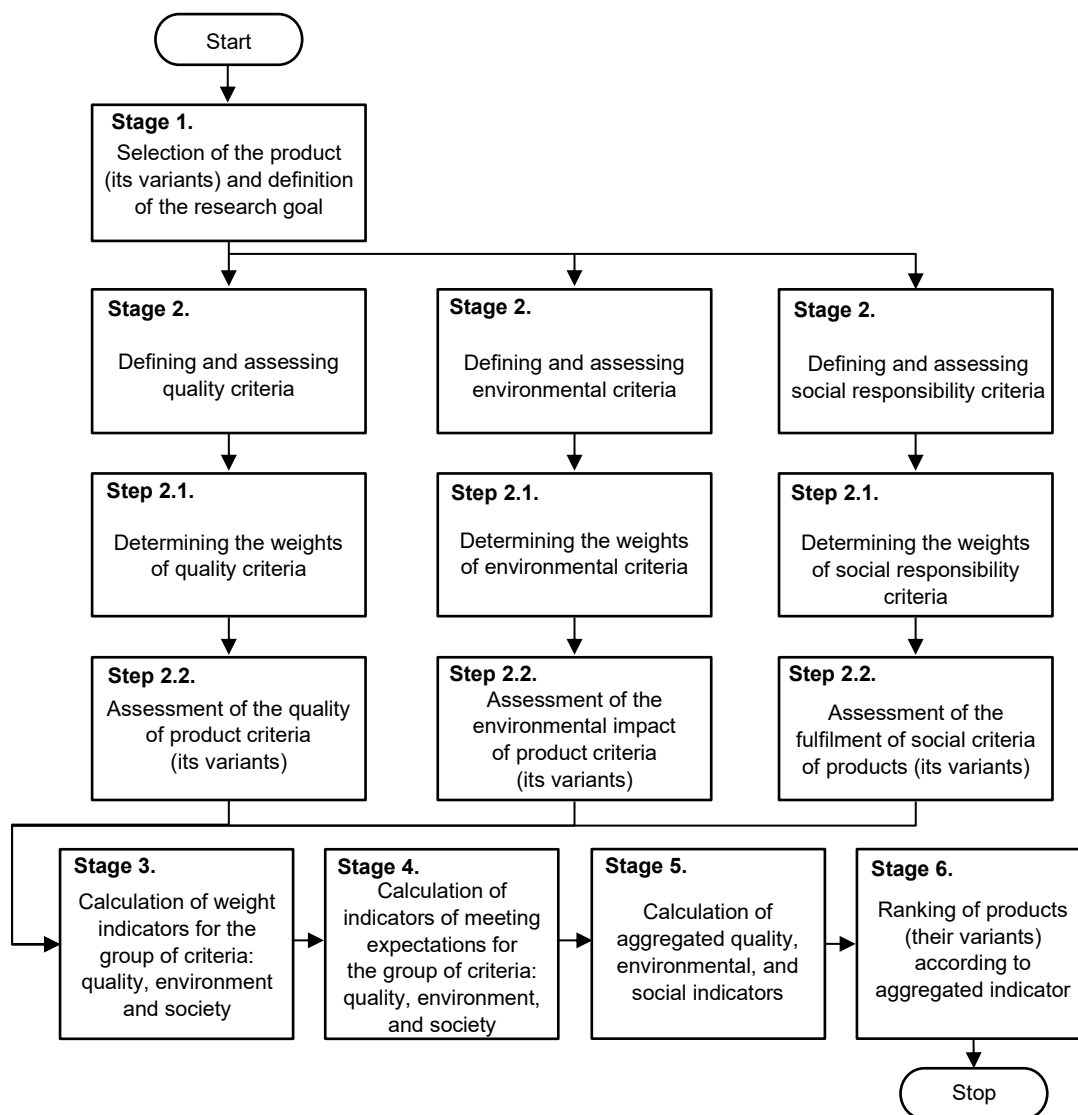 Start
Stage 1.
Selection of the product
(its variants) and definition
of the research goal
Stage 2.
Defining and assessing
quality criteria
Stage 2.
Defining and assessing
environmental criteria
Stage 2.
Defining and assessing
social responsibility criteria
Step 2.1.
Determining the weights
of quality criteria
Step 2.1.
Determining the weights
of environmental criteria
Step 2.1.
Determining the weights
of social responsibility
criteria
Step 2.2.
Assessment of the quality
of product criteria
(its variants)
Step 2.2.
Assessment of the
environmental impact
of product criteria
(its variants)
Step 2.2.
Assessment of the
fulfilment of social criteria
of products (its variants)
Stage 3.
Calculation of weight
indicators for the
group of criteria:
quality, environment
and society
Stage 4.
Calculation of
indicators of meeting
expectations for
the group of criteria:
quality, environment,
and society
Stage 5.
Calculation of
aggregated quality,
environmental, and
social indicators
Stage 6.
Ranking of products
(their variants)
according to
aggregated indicator
Stop